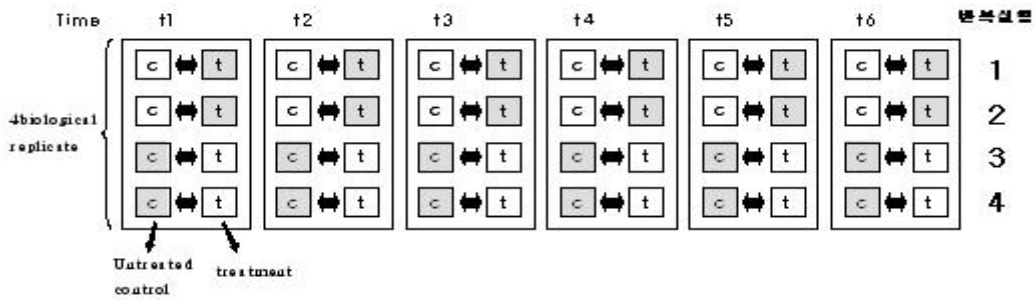 Time t1 t2 t3 t4 t5 t6 반복실험
c t c t c t c t c t c t 1
c t c t c t c t c t c t 2
4biological
replicate
c t c t c t c t c t c t 3
c t c t c t c t c t c t 4
Untreated
control
treatment